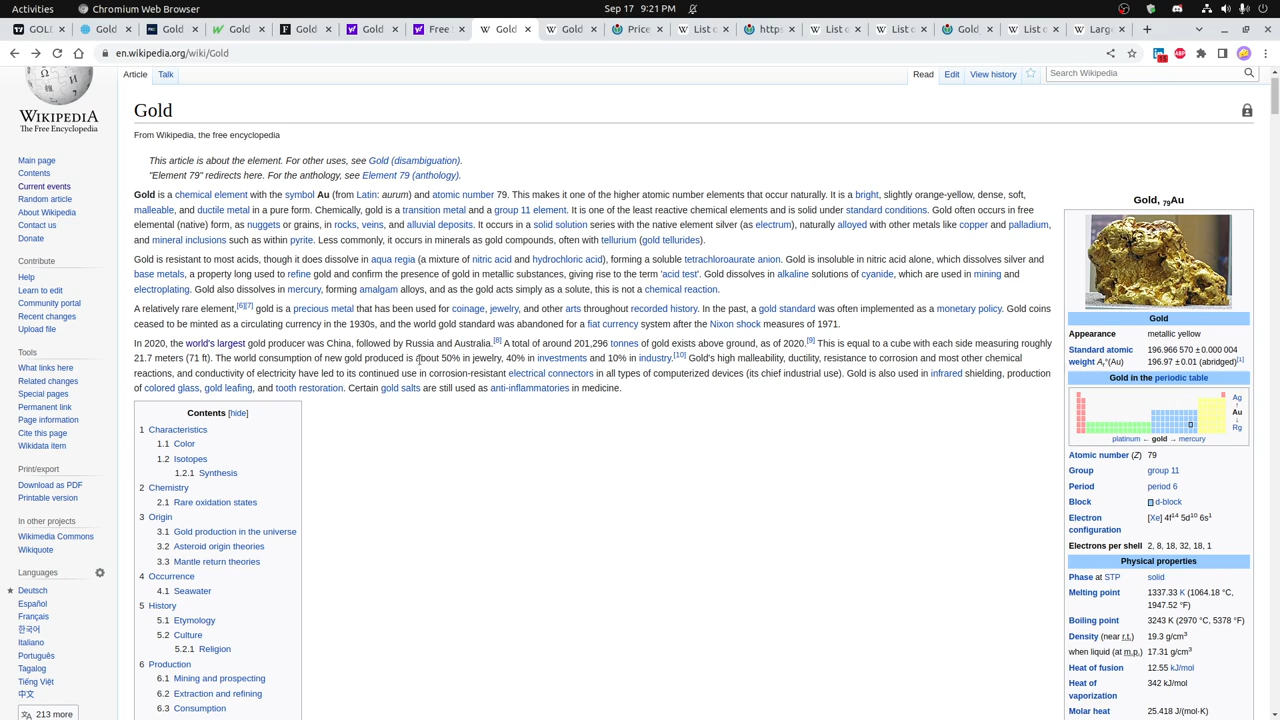 Sep 17 9:21 PM
GOLD
Gold
Gold
Gold
Gold
Gold
Free
Gold
Gold
Price
List o
Gold
https
List o
Gold
List o
Larg
en.wikipedia.org/wiki/Gold
WIKIPEDIA
The Free Encyclopedia
Main page
Contents
Current events
Random article
About Wikipedia
Contact us
Donate
Contribute
Help
Learn to edit
Community portal
Recent changes
Upload file
Tools
What links here
Related changes
Special pages
Permanent link
Page information
Cite this page
Wikidata item
Print/export
Download as PDF
Printable version
In other projects
Wikimedia Commons
Wikiquote
Languages
Deutsch
Español
Français
한국어
Italiano
Português
Tagalog
Tiếng Việt
中文
213 more
Article Talk
Read Edit View history
Search Wikipedia
Gold
From Wikipedia, the free encyclopedia
This article is about the element. For other uses, see Gold (disambiguation).
"Element 79" redirects here. For the anthology, see Element 79 (anthology).
Gold is a chemical element with the symbol Au (from Latin: aurum) and atomic number 79. This makes it one of the higher atomic number elements that occur naturally. It is a bright, slightly orange-yellow, dense, soft,
malleable, and ductile metal in a pure form. Chemically, gold is a transition metal and a group 11 element. It is one of the least reactive chemical elements and is solid under standard conditions. Gold often occurs in free
elemental (native) form, as nuggets or grains, in rocks, veins, and alluvial deposits. It occurs in a solid solution series with the native element silver (as electrum), naturally alloyed with other metals like copper and palladium,
and mineral inclusions such as within pyrite. Less commonly, it occurs in minerals as gold compounds, often with tellurium (gold tellurides).
Gold is resistant to most acids, though it does dissolve in aqua regia (a mixture of nitric acid and hydrochloric acid), forming a soluble tetrachloroaurate anion. Gold is insoluble in nitric acid alone, which dissolves silver and
base metals, a property long used to refine gold and confirm the presence of gold in metallic substances, giving rise to the term 'acid test'. Gold dissolves in alkaline solutions of cyanide, which are used in mining and
electroplating. Gold also dissolves in mercury, forming amalgam alloys, and as the gold acts simply as a solute, this is not a chemical reaction.
A relatively rare element,[6][7] gold is a precious metal that has been used for coinage, jewelry, and other arts throughout recorded history. In the past, a gold standard was often implemented as a monetary policy. Gold coins
ceased to be minted as a circulating currency in the 1930s, and the world gold standard was abandoned for a fiat currency system after the Nixon shock measures of 1971.
In 2020, the world's largest gold producer was China, followed by Russia and Australia.[8] A total of around 201,296 tonnes of gold exists above ground, as of 2020.[9] This is equal to a cube with each side measuring roughly
21.7 meters (71 ft). The world consumption of new gold produced is about 50% in jewelry, 40% in investments and 10% in industry.[10] Gold's high malleability, ductility, resistance to corrosion and most other chemical
reactions, and conductivity of electricity have led to its continued use in corrosion-resistant electrical connectors in all types of computerized devices (its chief industrial use). Gold is also used in infrared shielding, production
of colored glass, gold leafing, and tooth restoration. Certain gold salts are still used as anti-inflammatories in medicine.
Contents [hide]
1 Characteristics
1.1 Color
1.2 Isotopes
1.2.1 Synthesis
2 Chemistry
2.1 Rare oxidation states
3 Origin
3.1 Gold production in the universe
3.2 Asteroid origin theories
3.3 Mantle return theories
4 Occurrence
4.1 Seawater
5 History
5.1 Etymology
5.2 Culture
5.2.1 Religion
6 Production
6.1 Mining and prospecting
6.2 Extraction and refining
6.3 Consumption
Gold, 79Au
Gold
Appearance metallic yellow
Standard atomic 196.966 570 ± 0.000 004
weight Ar°(Au) 196.97 ± 0.01 (abridged)[1]
Gold in the periodic table
Ag
↑
Au
↓
Rg
platinum ← gold → mercury
Atomic number (Z) 79
Group group 11
Period period 6
Block d-block
Electron [Xe] 4f14 5d10 6s1
configuration
Electrons per shell 2, 8, 18, 32, 18, 1
Physical properties
Phase at STP solid
Melting point 1337.33 K (1064.18 °C,
1947.52 °F)
Boiling point 3243 K (2970 °C, 5378 °F)
Density (near r.t.) 19.3 g/cm3
when liquid (at m.p.) 17.31 g/cm3
Heat of fusion 12.55 kJ/mol
Heat of 342 kJ/mol
vaporization
Molar heat 25.418 J/(mol·K)